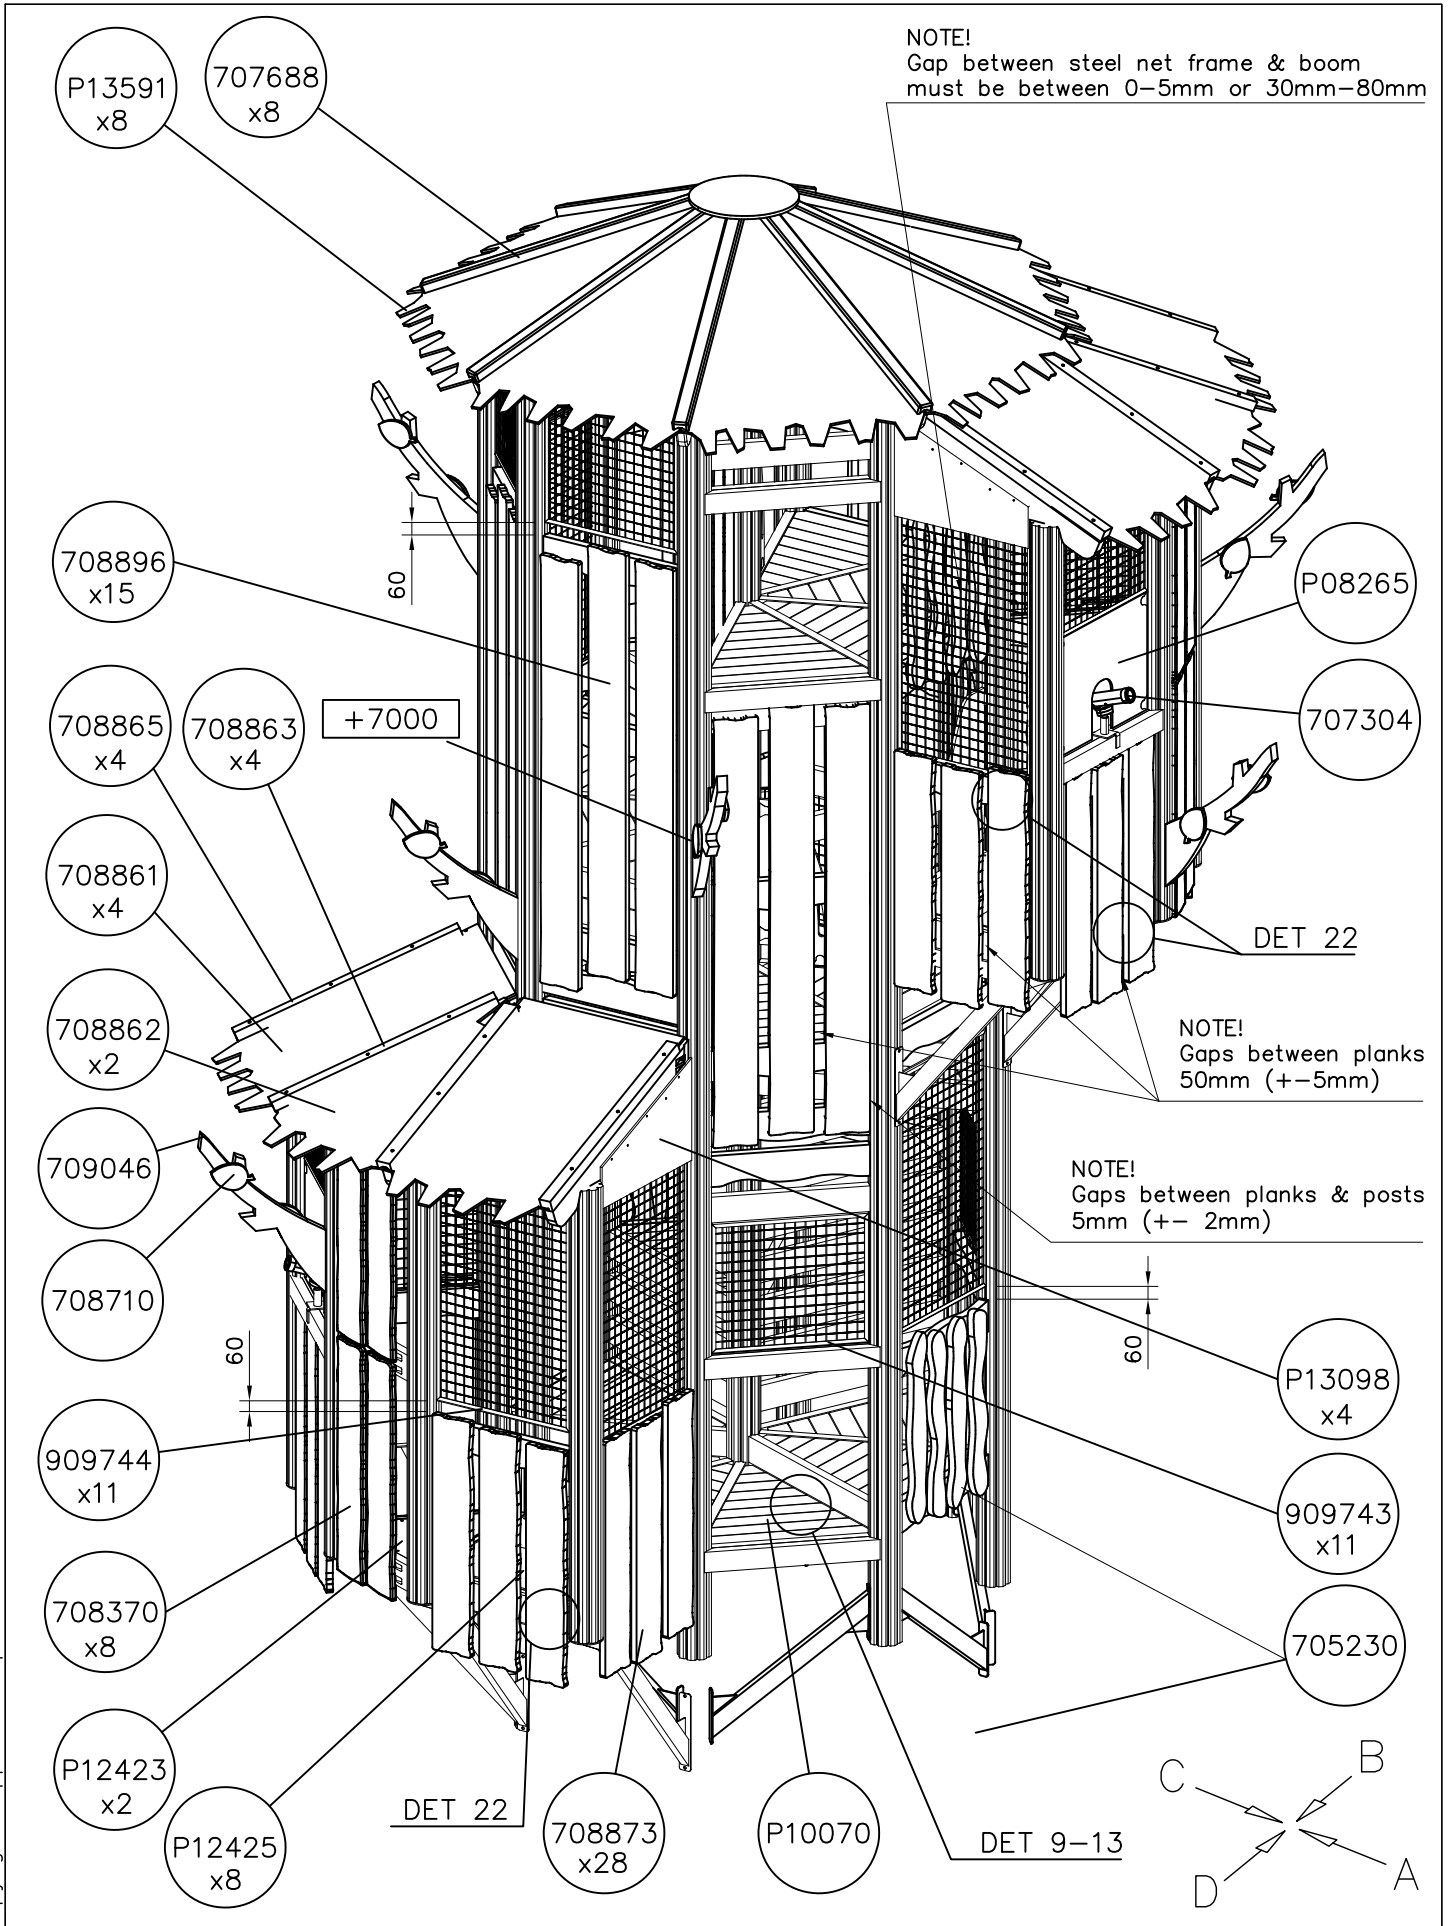 P13591
x8
707688
x8
NOTE!
Gap between steel net frame & boom
must be between 0-5mm or 30mm-80mm
708896
x15
60
P08265
707304
708865
x4
708863
x4
+7000
708861
x4
DET 22
708862
x2
NOTE!
Gaps between planks
50mm (+-5mm)
709046
NOTE!
Gaps between planks & posts
5mm (+- 2mm)
708710
60
60
P13098
x4
909744
x11
909743
x11
708370
x8
705230
P12423
x2
P12425
x8
DET 22
708873
x28
P10070
DET 9-13
C
B
D
A